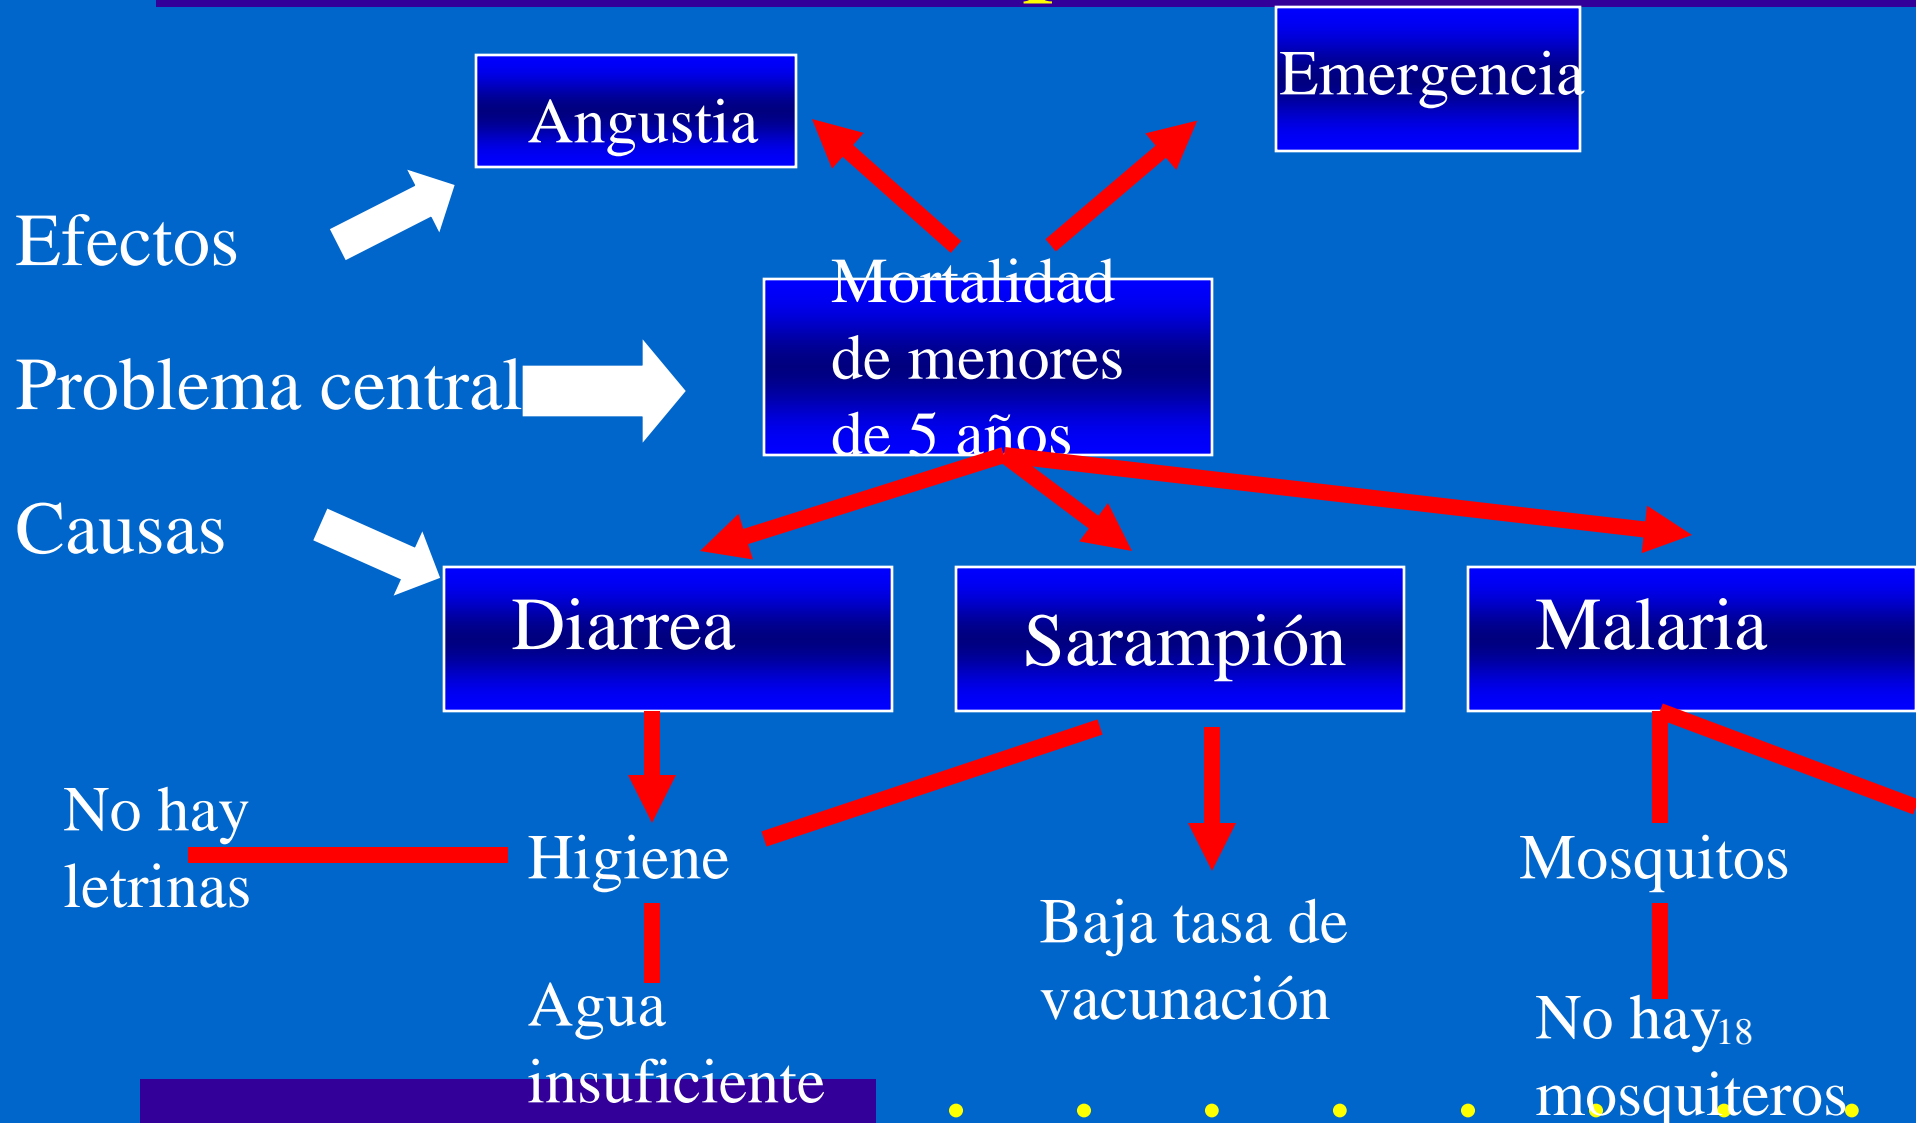 Emergencia
Angustia
Efectos
Mortalidad
de menores
de 5 años
Problema central
Causas
Diarrea
Sarampión
Malaria
No hay
letrinas
Higiene
Mosquitos
Baja tasa de
vacunación
Agua
insuficiente
No hay
mosquiteros
18